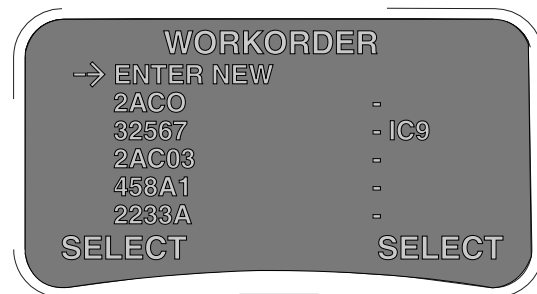 WORKORDER
→ ENTER NEW
2ACO -
32567 - IC9
2AC03 -
458A1 -
2233A -
SELECT SELECT